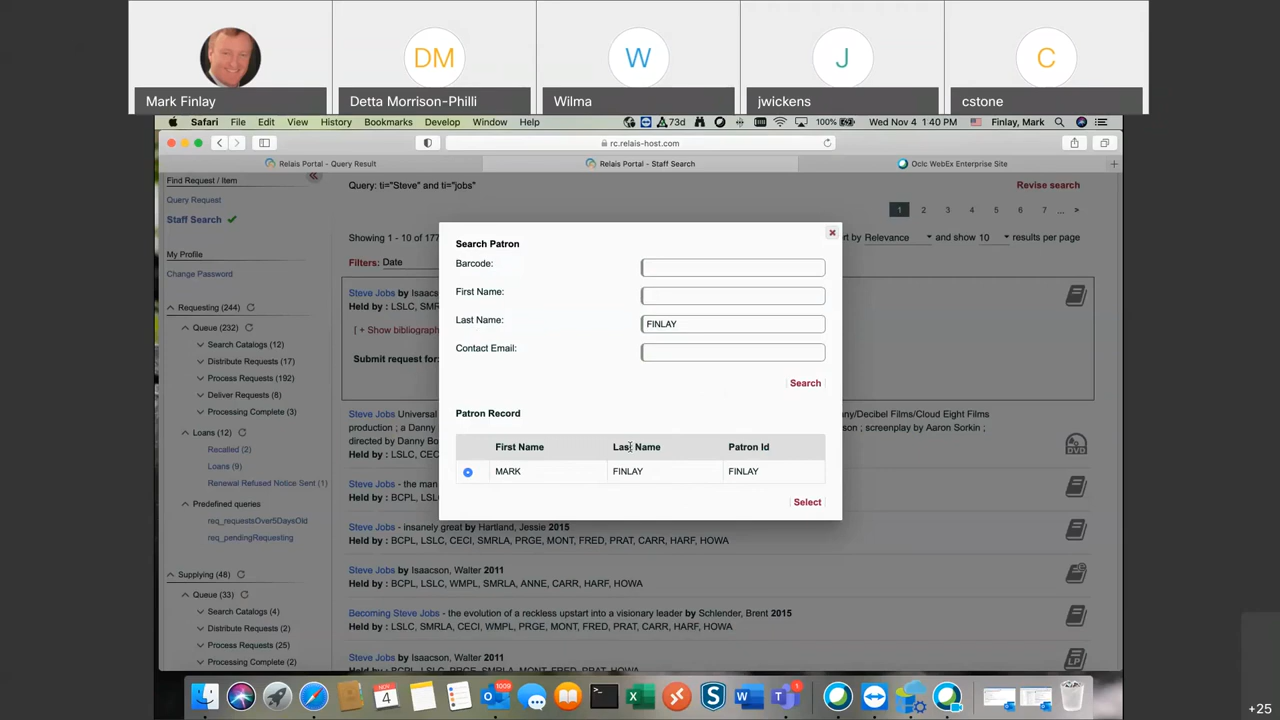 DM
W
J
C
Mark Finlay
Detta Morrison-Philli
Wilma
jwickens
cstone
Safari File Edit View History Bookmarks Develop Window Help
73d 100% Wed Nov 4 1:40 PM Finlay, Mark
rc.relais-host.com
Relais Portal - Query Result
Relais Portal - Staff Search
Oclc WebEx Enterprise Site
Find Request / Item
Query Request
Staff Search
My Profile
Change Password
Requesting (244)
Queue (232)
Search Catalogs (12)
Distribute Requests (17)
Process Requests (192)
Deliver Requests (8)
Processing Complete (3)
Loans (12)
Recalled (2)
Loans (9)
Renewal Refused Notice Sent (1)
Predefined queries
req_requestsOver5DaysOld
req_pendingRequesting
Supplying (48)
Queue (33)
Search Catalogs (4)
Distribute Requests (2)
Process Requests (25)
Processing Complete (2)
Query: ti="Steve" and ti="jobs"
Revise search
1 2 3 4 5 6 7 ... >
Showing 1 - 10 of 177
ort by Relevance and show 10 results per page
Filters: Date
Steve Jobs by Isaacs
Held by : LSLC, SMR
[ + Show bibliograph
Submit request for:
Search Patron
Barcode:
First Name:
Last Name: FINLAY
Contact Email:
Search
Patron Record
First Name Last Name Patron Id
MARK FINLAY FINLAY
Select
Steve Jobs Universal
any/Decibel Films/Cloud Eight Films
production ; a Danny
; screenplay by Aaron Sorkin ;
directed by Danny Bo
Held by : LSLC, CEC
DVD
Steve Jobs - the man
Held by : BCPL, LSL
Steve Jobs - insanely great by Hartland, Jessie 2015
Held by : BCPL, LSLC, CECI, SMRLA, PRGE, MONT, FRED, PRAT, CARR, HARF, HOWA
Steve Jobs by Isaacson, Walter 2011
Held by : BCPL, LSLC, WMPL, SMRLA, ANNE, CARR, HARF, HOWA
Becoming Steve Jobs - the evolution of a reckless upstart into a visionary leader by Schlender, Brent 2015
Held by : LSLC, SMRLA, CECI, WMPL, PRGE, MONT, FRED, PRAT, CARR, HARF, HOWA
Steve Jobs by Isaacson, Walter 2011
LP
NOV
4
1009
1
+25